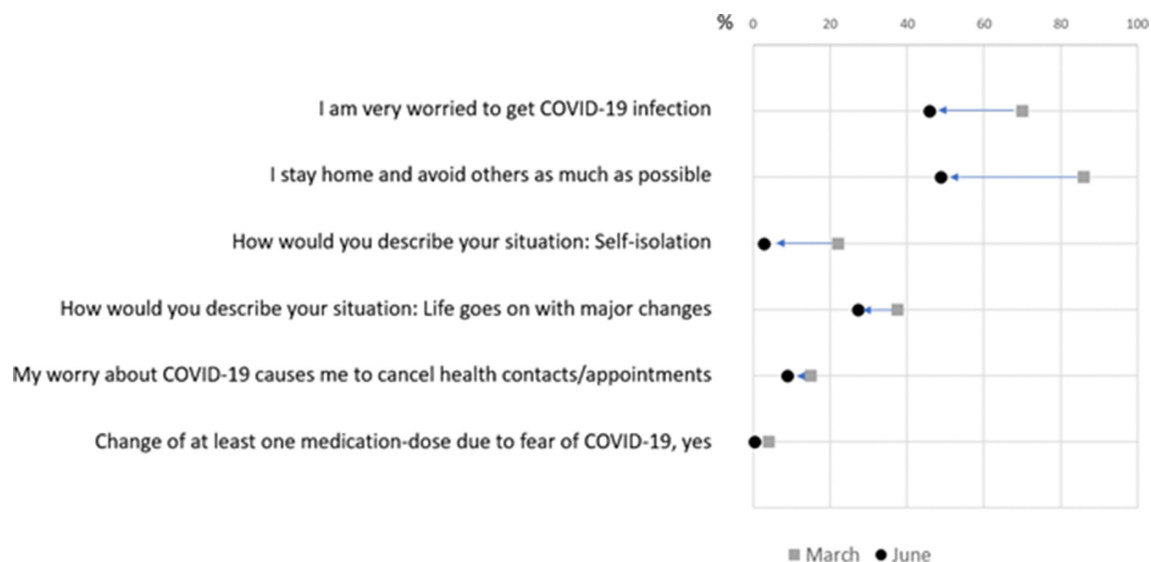 % 0 20 40 60 80 100
I am very worried to get COVID-19 infection
I stay home and avoid others as much as possible
How would you describe your situation: Self-isolation
How would you describe your situation: Life goes on with major changes
My worry about COVID-19 causes me to cancel health contacts/appointments
Change of at least one medication-dose due to fear of COVID-19, yes
March June